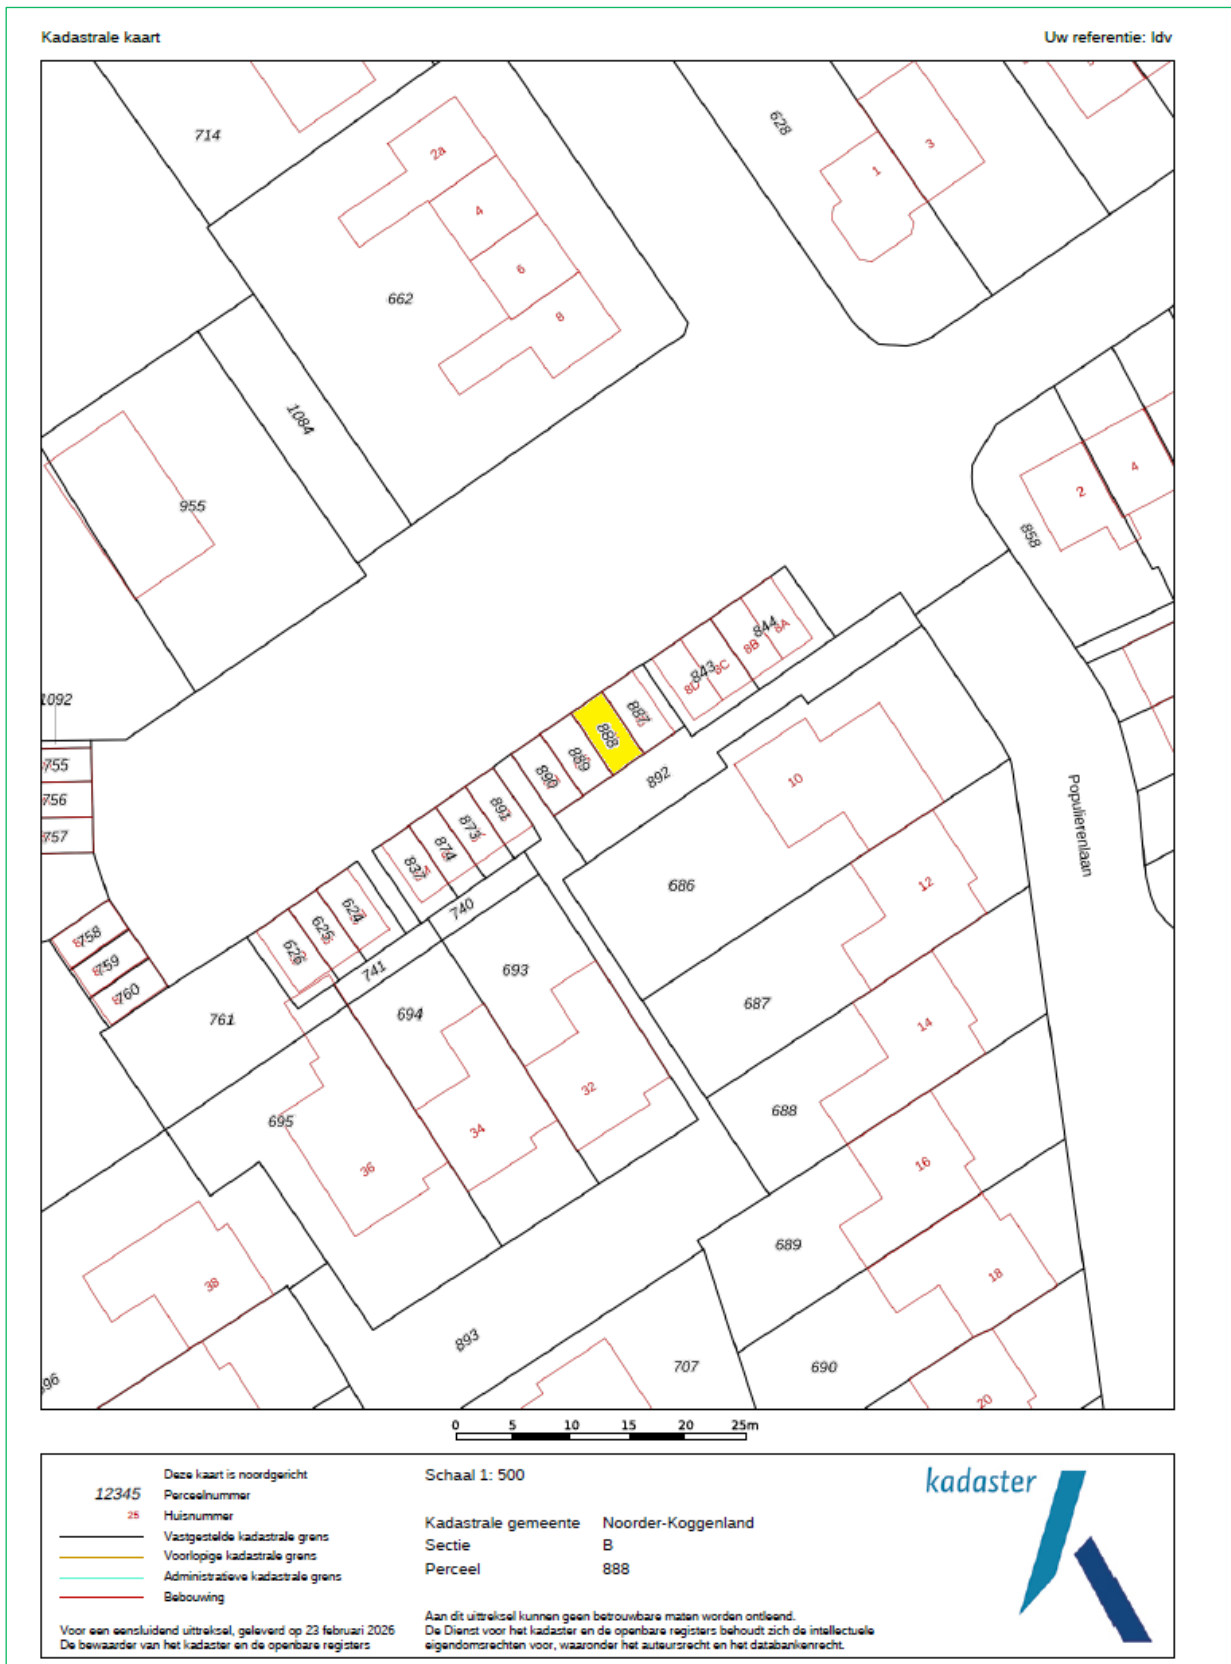 Kadastrale kaart
Uw referentie: ldv
714
2a
4
6
8
662
628
1
3
1084
955
2
4
858
1092
755
756
757
844
8A
8B
843
8C
8D
887
888
889
890
892
891
873
874
837
740
624
625
626
741
758
759
760
761
10
686
12
687
14
688
16
689
18
690
20
Populierenlaan
693
694
695
32
34
36
38
893
707
0 5 10 15 20 25m
Deze kaart is noordgericht
12345 Perceelnummer
25 Huisnummer
Vastgestelde kadastrale grens
Voorlopige kadastrale grens
Administratieve kadastrale grens
Bebouwing
Voor een eensluidend uittreksel, geleverd op 23 februari 2026
De bewaarder van het kadaster en de openbare registers
Schaal 1: 500
Kadastrale gemeente Noorder-Koggenland
Sectie B
Perceel 888
Aan dit uittreksel kunnen geen betrouwbare maten worden ontleend.
De Dienst voor het kadaster en de openbare registers behoudt zich de intellectuele
eigendomsrechten voor, waaronder het auteursrecht en het databankenrecht.
kadaster